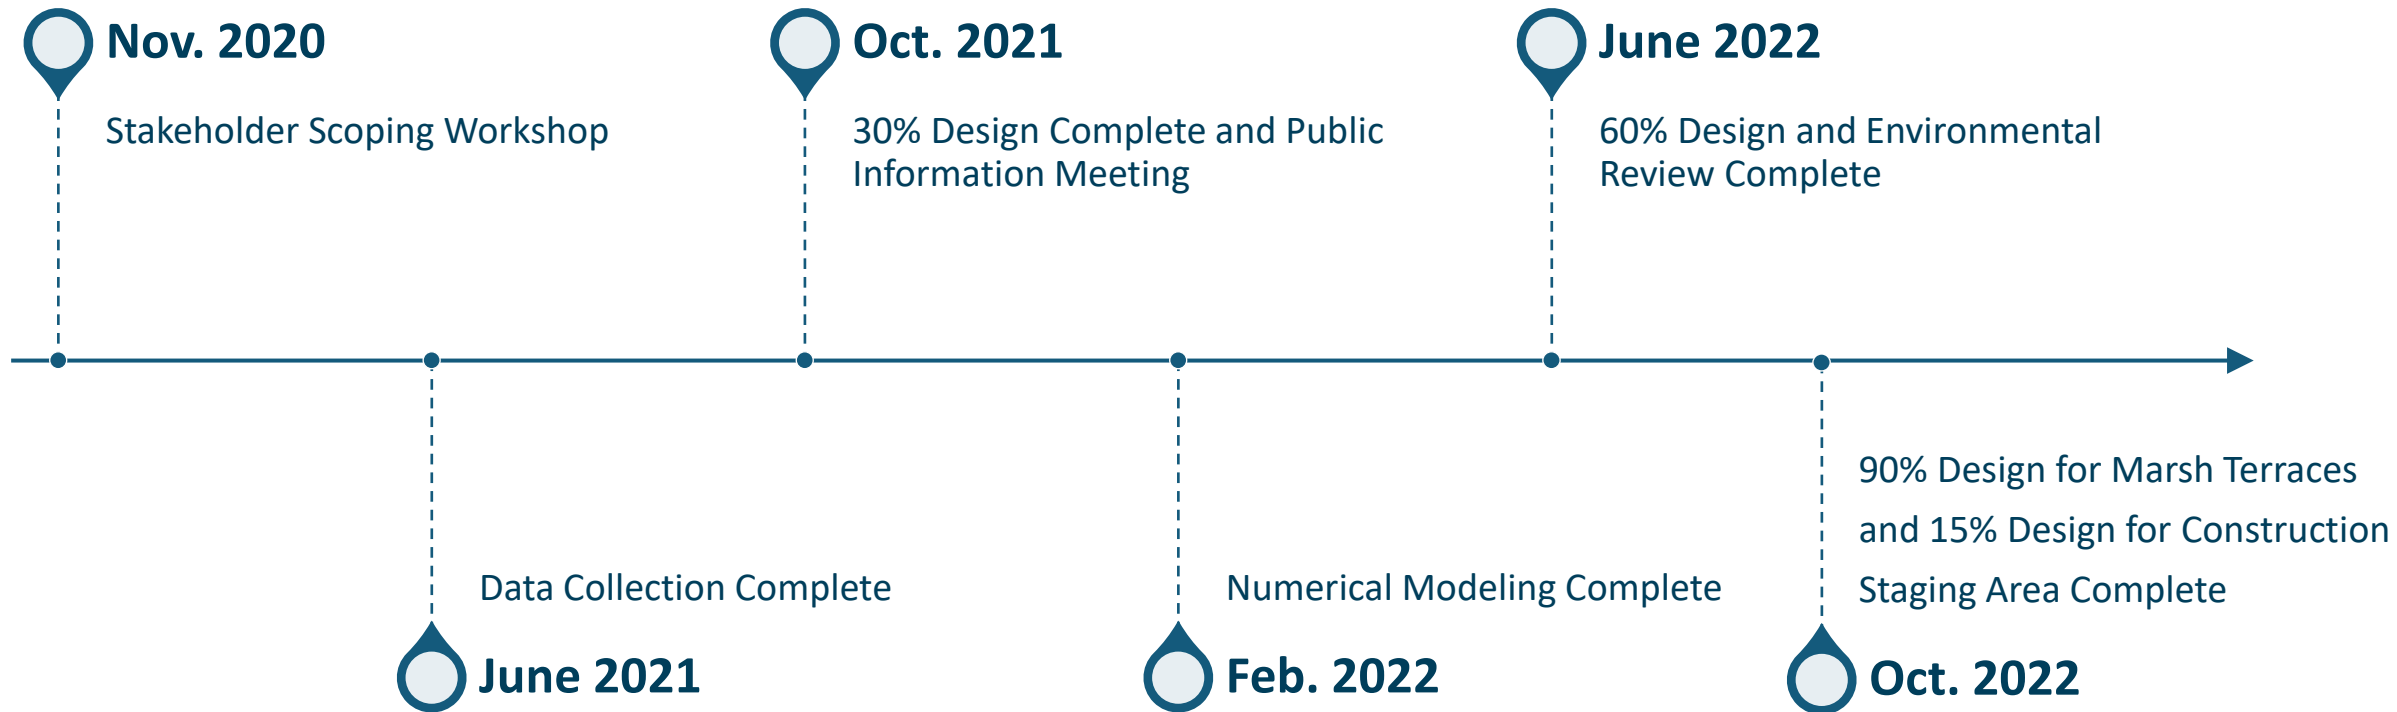 Nov. 2020
Stakeholder Scoping Workshop
Oct. 2021
30% Design Complete and Public
Information Meeting
June 2022
60% Design and Environmental
Review Complete
Data Collection Complete
June 2021
Numerical Modeling Complete
Feb. 2022
90% Design for Marsh Terraces
and 15% Design for Construction
Staging Area Complete
Oct. 2022